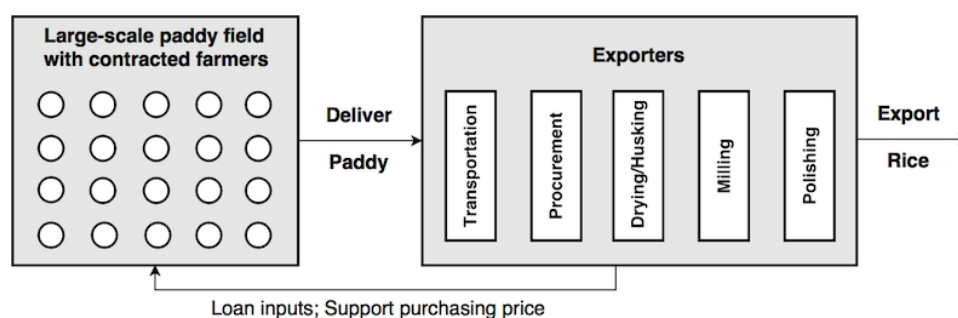 Large-scale paddy field
with contracted farmers
Deliver
Paddy
Exporters
Transportation
Procurement
Drying/Husking
Milling
Polishing
Export
Rice
Loan inputs; Support purchasing price